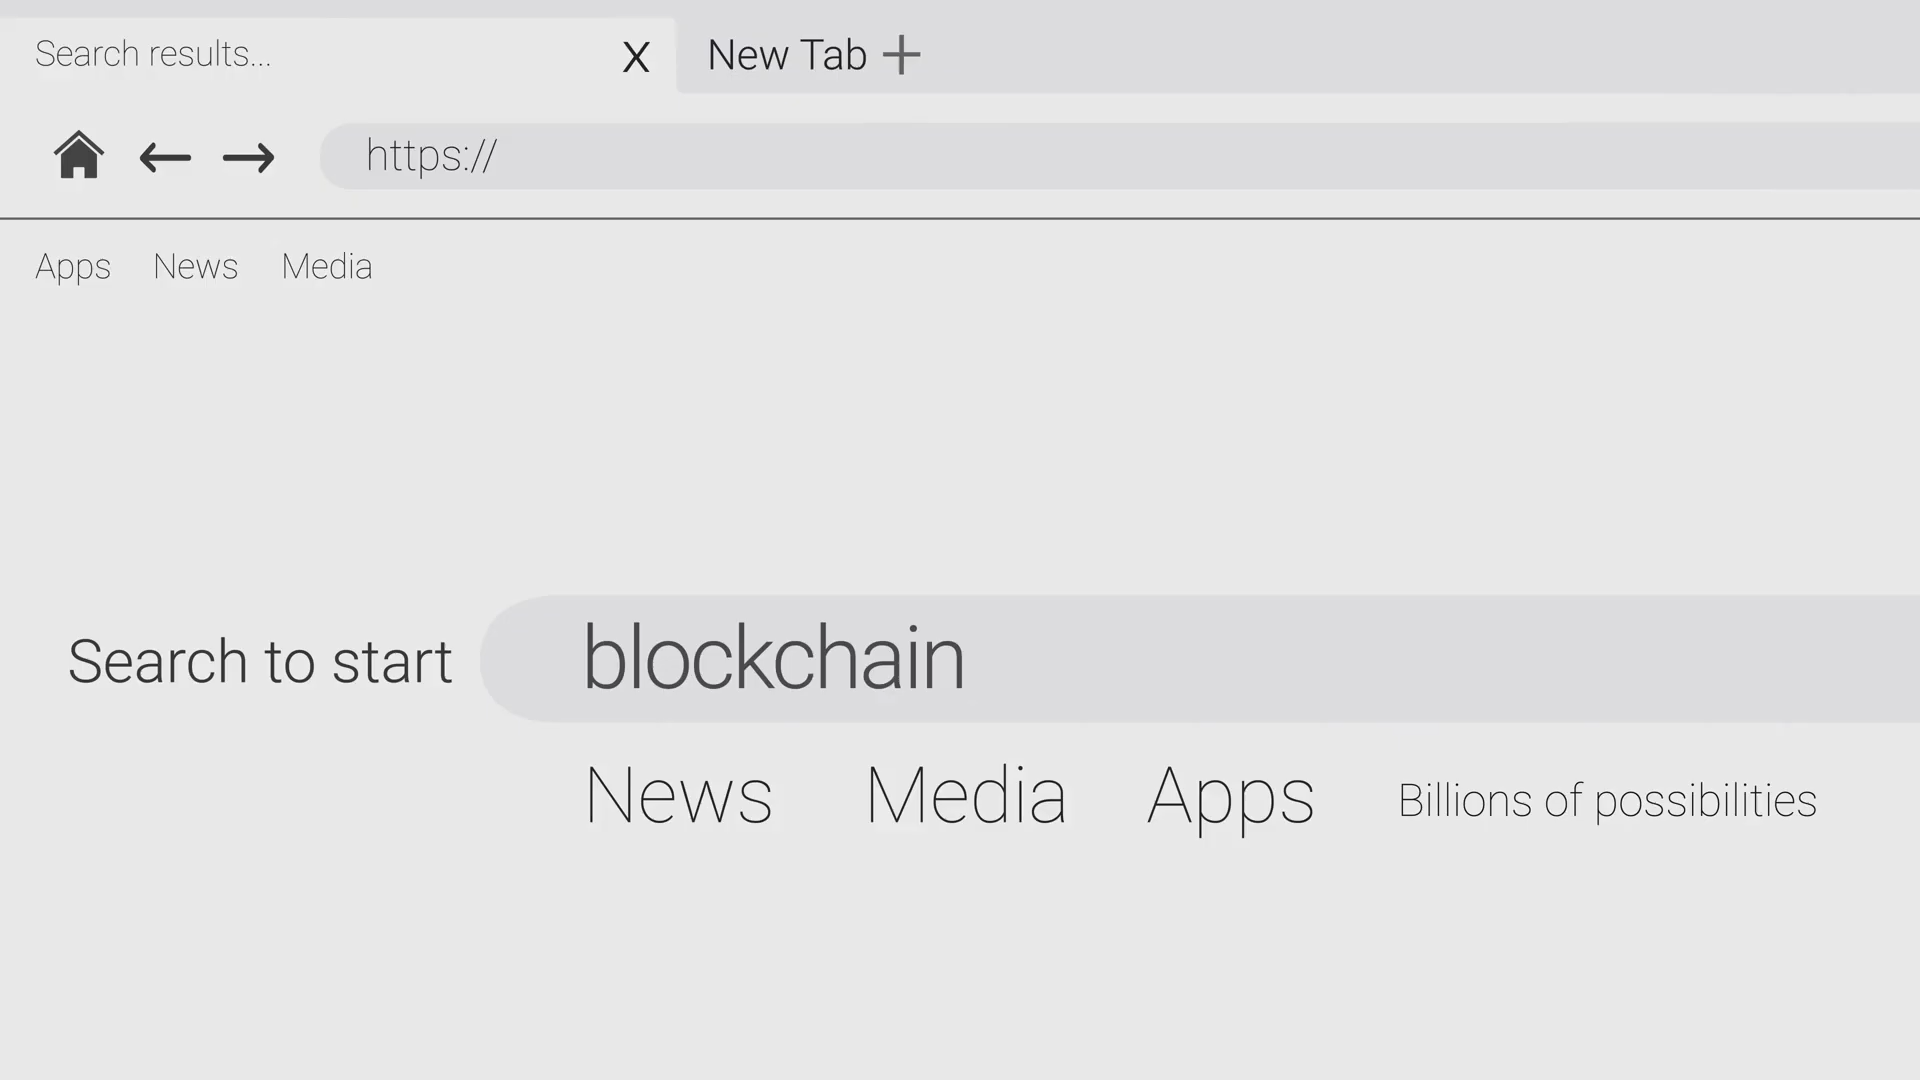 Search results... X New Tab +
https://
Apps News Media
Search to start blockchain
News Media Apps Billions of possibilities